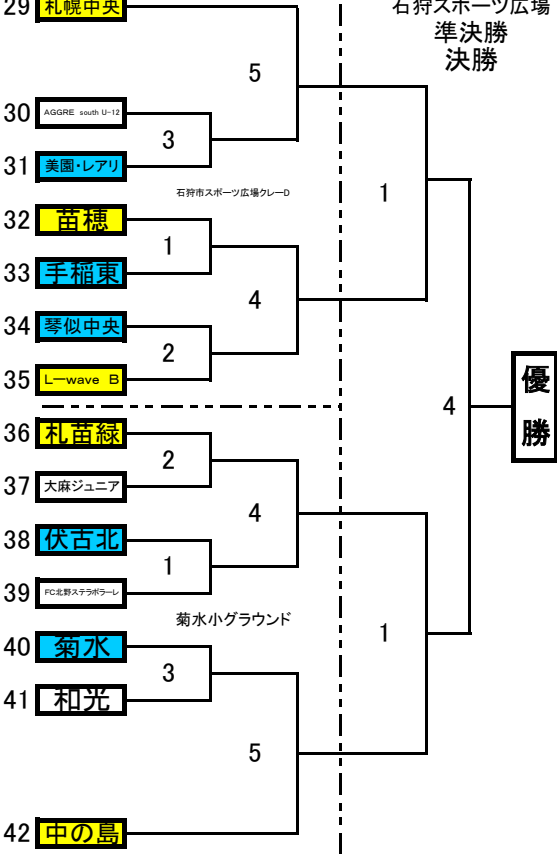 29 札幌中央
石狩スポーツ広場
準決勝
決勝
5
30 AGGRE south U-12
3
31 美園・レアリ
石狩市スポーツ広場クレーD
1
32 苗穂
1
33 手稲東
4
34 琴似中央
2
35 L－wave B
優勝
4
36 札苗緑
2
37 大麻ジュニア
4
38 伏古北
1
39 FC北野ステラポラーレ
菊水小グラウンド
1
40 菊水
3
41 和光
5
42 中の島